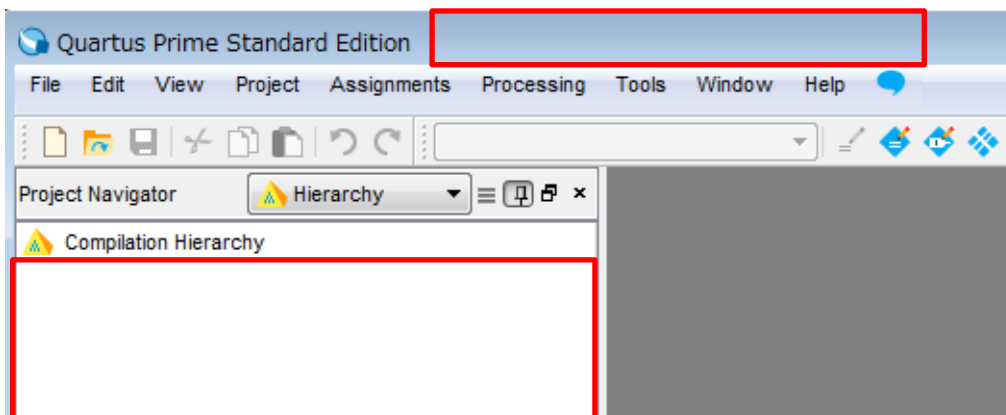 Quartus Prime Standard Edition
File Edit View Project Assignments Processing Tools Window Help
Project Navigator Hierarchy
Compilation Hierarchy